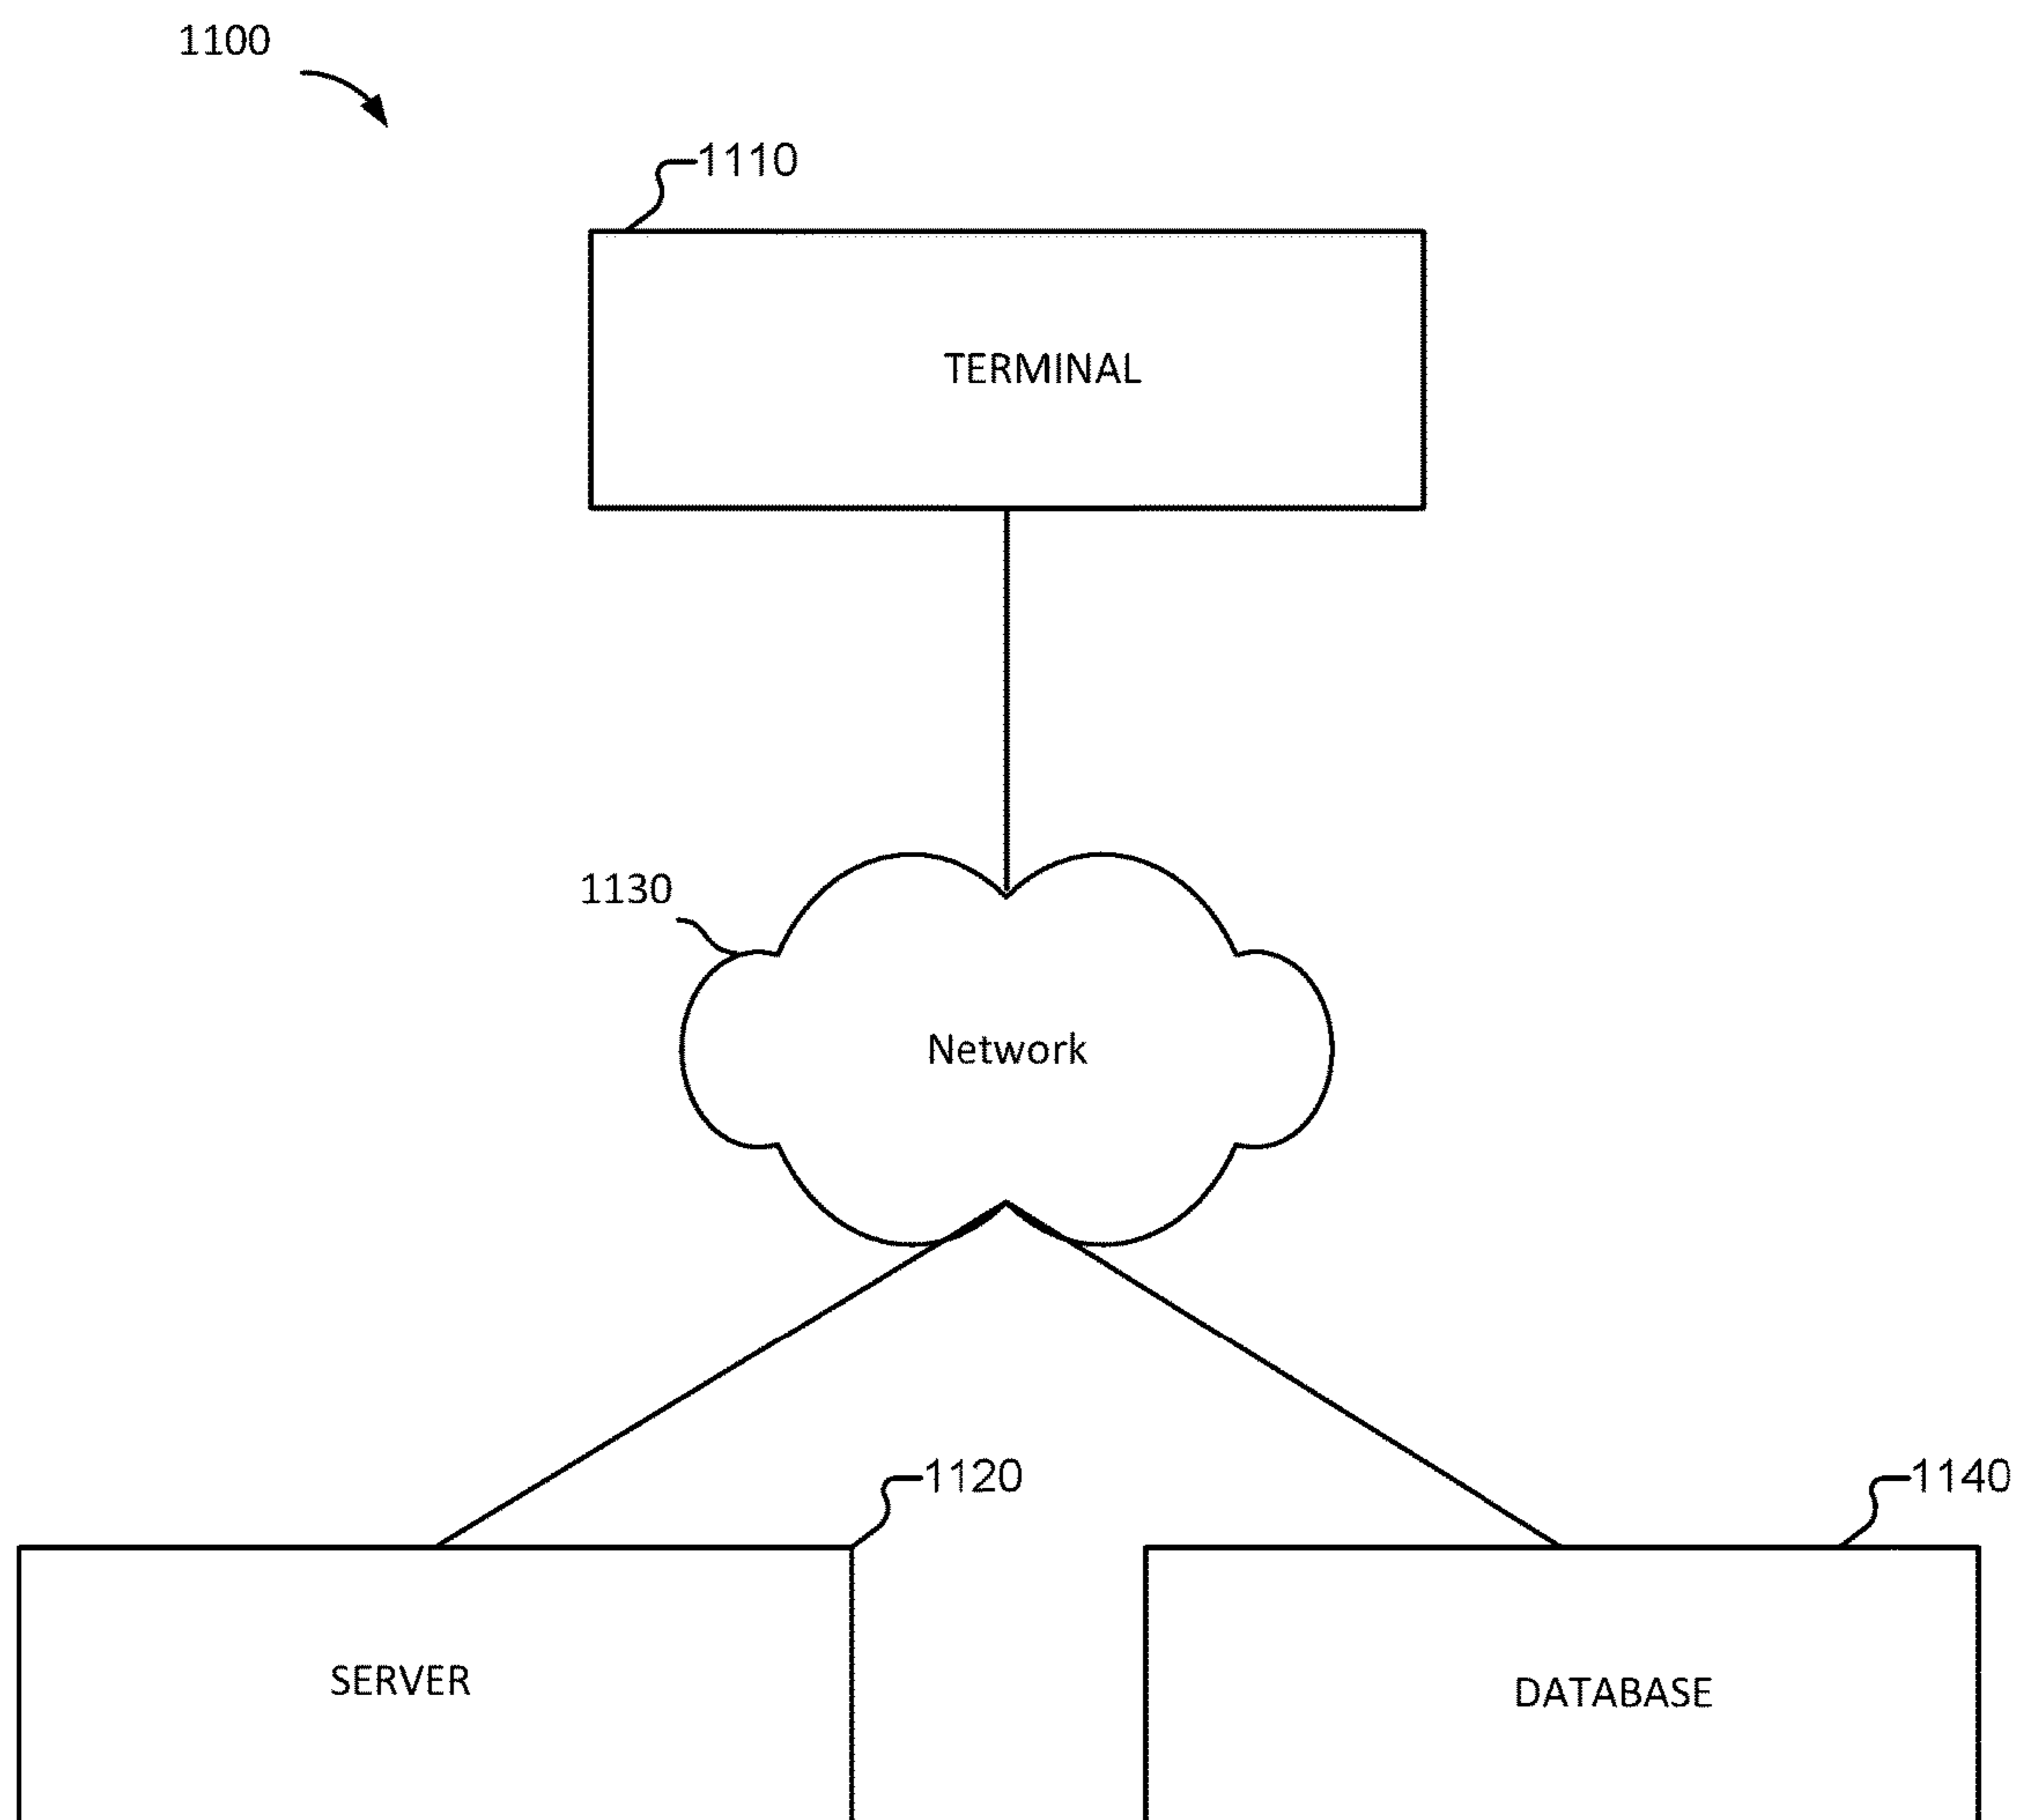 1100
1110
TERMINAL
1130
Network
1120
1140
SERVER
DATABASE